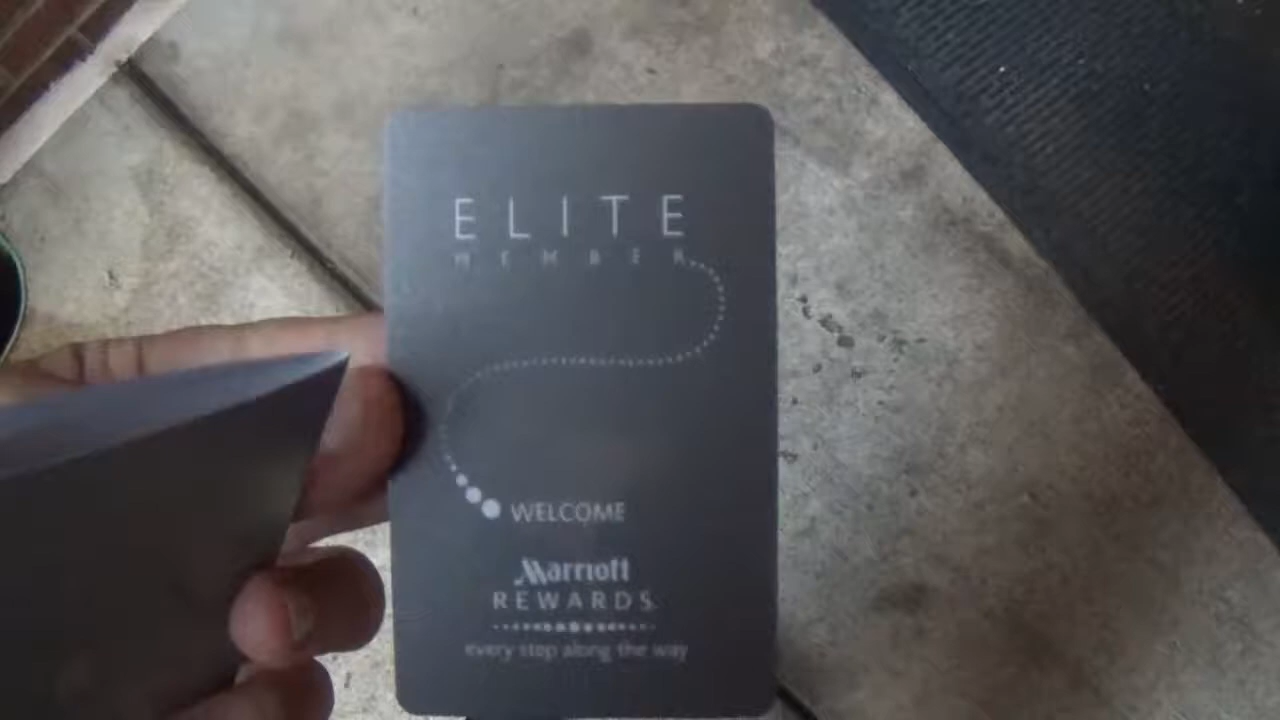 ELITE
MEMBER
WELCOME
Marriott
REWARDS
every step along the way